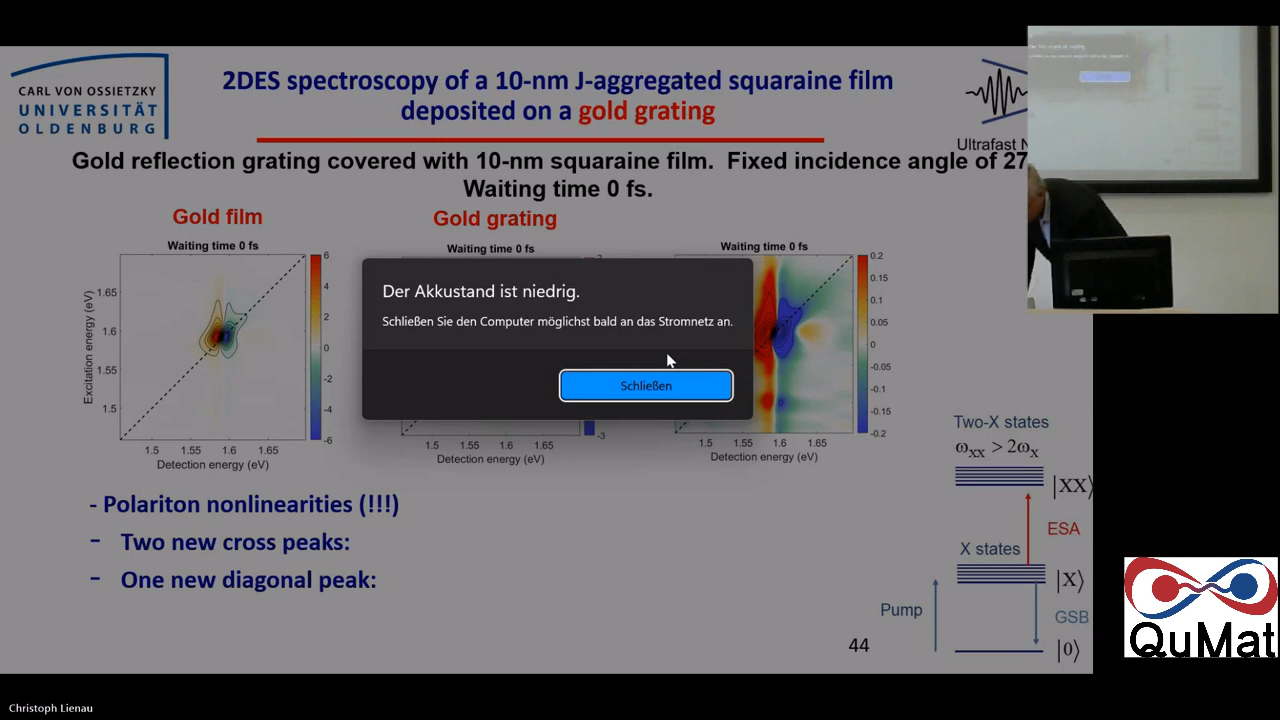 CARL VON OSSIETZKY
UNIVERSITÄT
OLDENBURG
2DES spectroscopy of a 10-nm J-aggregated squaraine film
deposited on a gold grating
Ultrafast N
Gold reflection grating covered with 10-nm squaraine film. Fixed incidence angle of 27
Waiting time 0 fs.
Gold film
Gold grating
Waiting time 0 fs
Waiting time 0 fs
Waiting time 0 fs
Der Akkustand ist niedrig.
Schließen Sie den Computer möglichst bald an das Stromnetz an.
Schließen
Excitation energy (eV)
1.65
1.6
1.55
1.5
1.5 1.55 1.6 1.65
Detection energy (eV)
6
4
2
0
-2
-4
-6
-3
1.5 1.55 1.6 1.65
Detection energy (eV)
1.5 1.55 1.6 1.65
Detection energy (eV)
0.2
0.15
0.1
0.05
0
-0.05
-0.1
-0.15
-0.2
- Polariton nonlinearities (!!!)
- Two new cross peaks:
- One new diagonal peak:
Two-X states
ωxx > 2ωx
|XX⟩
ESA
X states
|X⟩
Pump
GSB
|0⟩
44
QuMat
Christoph Lienau